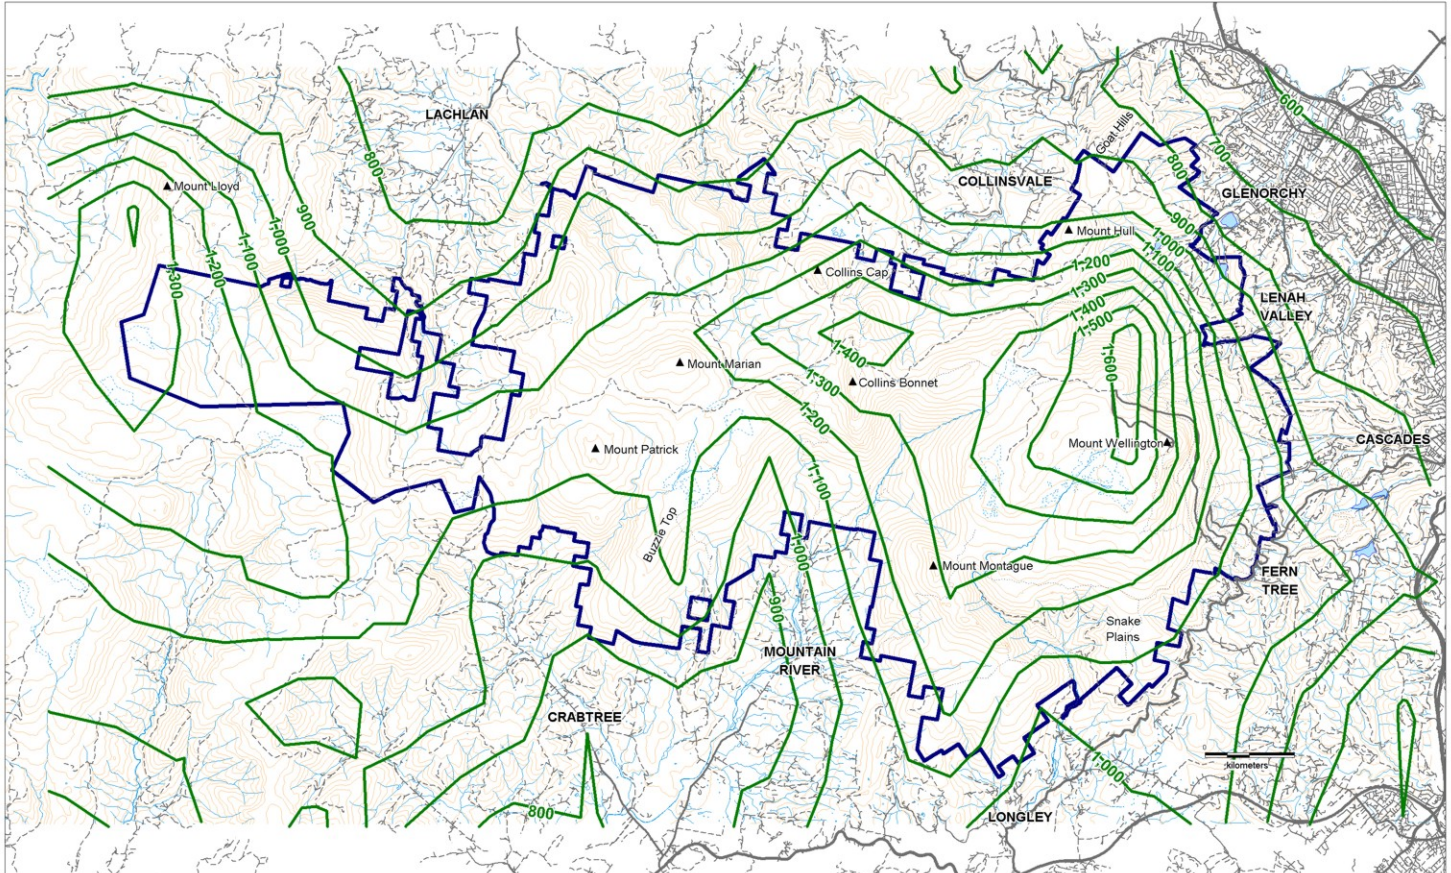 600
LACHLAN
Goat Hills
700
800
800
COLLINSVALE
Mount Lloyd
GLENORCHY
900
900
1,000
Mount Hull
1,000
1,100
1,100
1,200
1,200
Collins Cap
1,300
1,300
LENAH
VALLEY
1,400
1,500
1,400
1,600
Mount Marian
1,300
Collins Bonnet
1,200
Mount Wellington
CASCADES
Mount Patrick
1,100
Buzzle Top
1,000
Mount Montague
FERN
TREE
900
Snake
Plains
MOUNTAIN
RIVER
CRABTREE
1,000
kilometers
800
LONGLEY